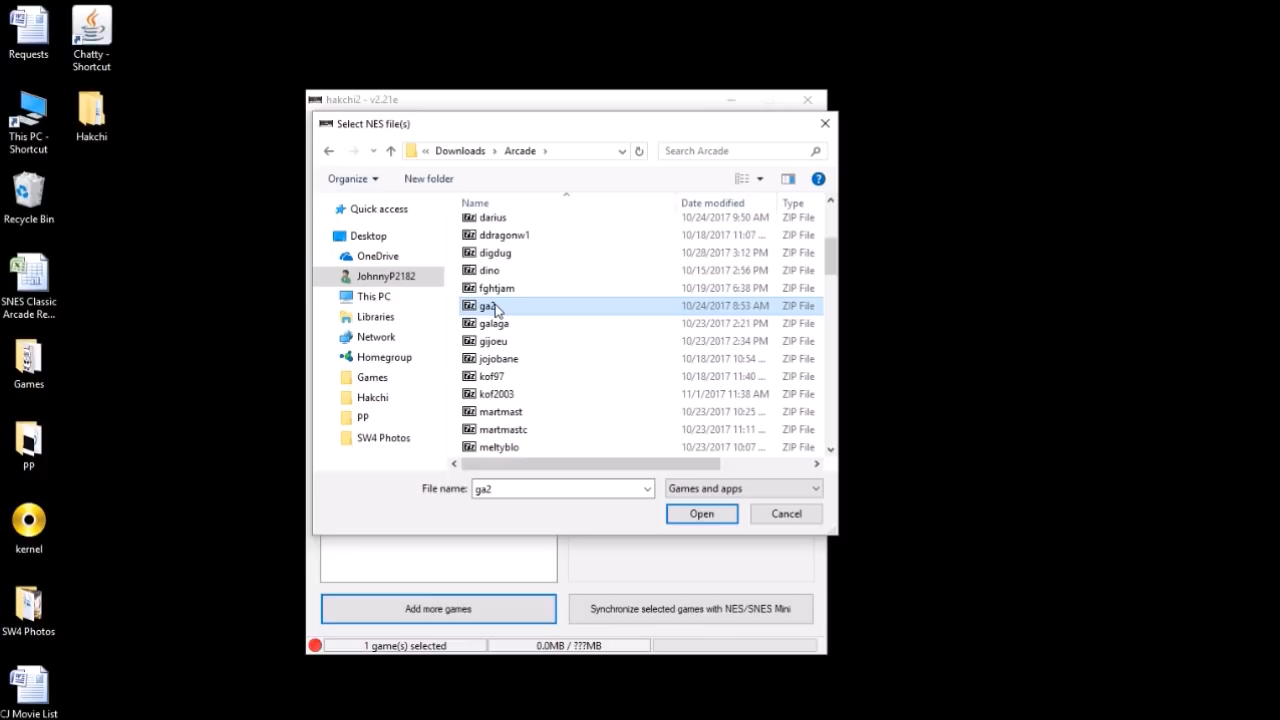 Requests
Chatty -
Shortcut
This PC -
Shortcut
Hakchi
Recycle Bin
SNES Classic
Arcade Re...
Games
PP
kernel
SW4 Photos
CJ Movie List
hakchi2 - v2.21e
Select NES file(s)
« Downloads > Arcade >
Search Arcade
Organize
New folder
Quick access
Desktop
OneDrive
JohnnyP2182
This PC
Libraries
Network
Homegroup
Games
Hakchi
PP
SW4 Photos
Name Date modified Type
darius 10/24/2017 9:50 AM ZIP File
ddragonw1 10/18/2017 11:07 ... ZIP File
digdug 10/28/2017 3:12 PM ZIP File
dino 10/15/2017 2:56 PM ZIP File
fghtjam 10/19/2017 6:38 PM ZIP File
ga2 10/24/2017 8:53 AM ZIP File
galaga 10/23/2017 2:21 PM ZIP File
gijoeu 10/23/2017 2:34 PM ZIP File
jojobane 10/18/2017 10:54 ... ZIP File
kof97 10/18/2017 11:40 ... ZIP File
kof2003 11/1/2017 11:38 AM ZIP File
martmast 10/23/2017 10:25 ... ZIP File
martmastc 10/23/2017 11:11 ... ZIP File
meltyblo 10/23/2017 10:07 ... ZIP File
File name: ga2
Games and apps
Open
Cancel
Add more games
Synchronize selected games with NES/SNES Mini
1 game(s) selected
0.0MB / ???MB